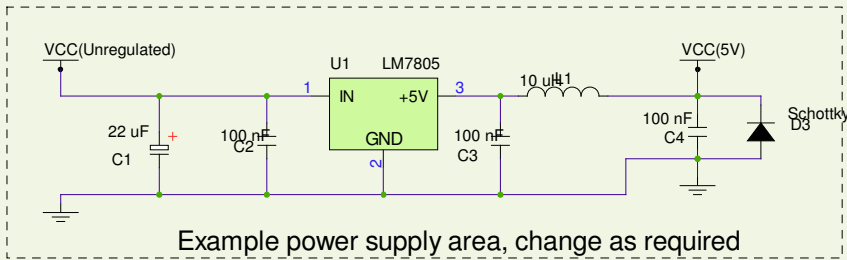 VCC(Unregulated)
VCC(5V)
U1 LM7805
1
IN
+5V
3
10 uH
L1
Schottky
D3
22 uF
+
C1
100 nF
C2
GND
2
100 nF
C3
100 nF
C4
Example power supply area, change as required